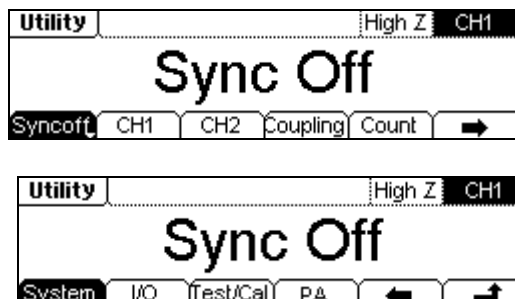 Utility High Z CH1
Sync Off
Syncoff CH1 CH2 Coupling Count
Utility High Z CH1
Sync Off
System I/O Test/Cal PA